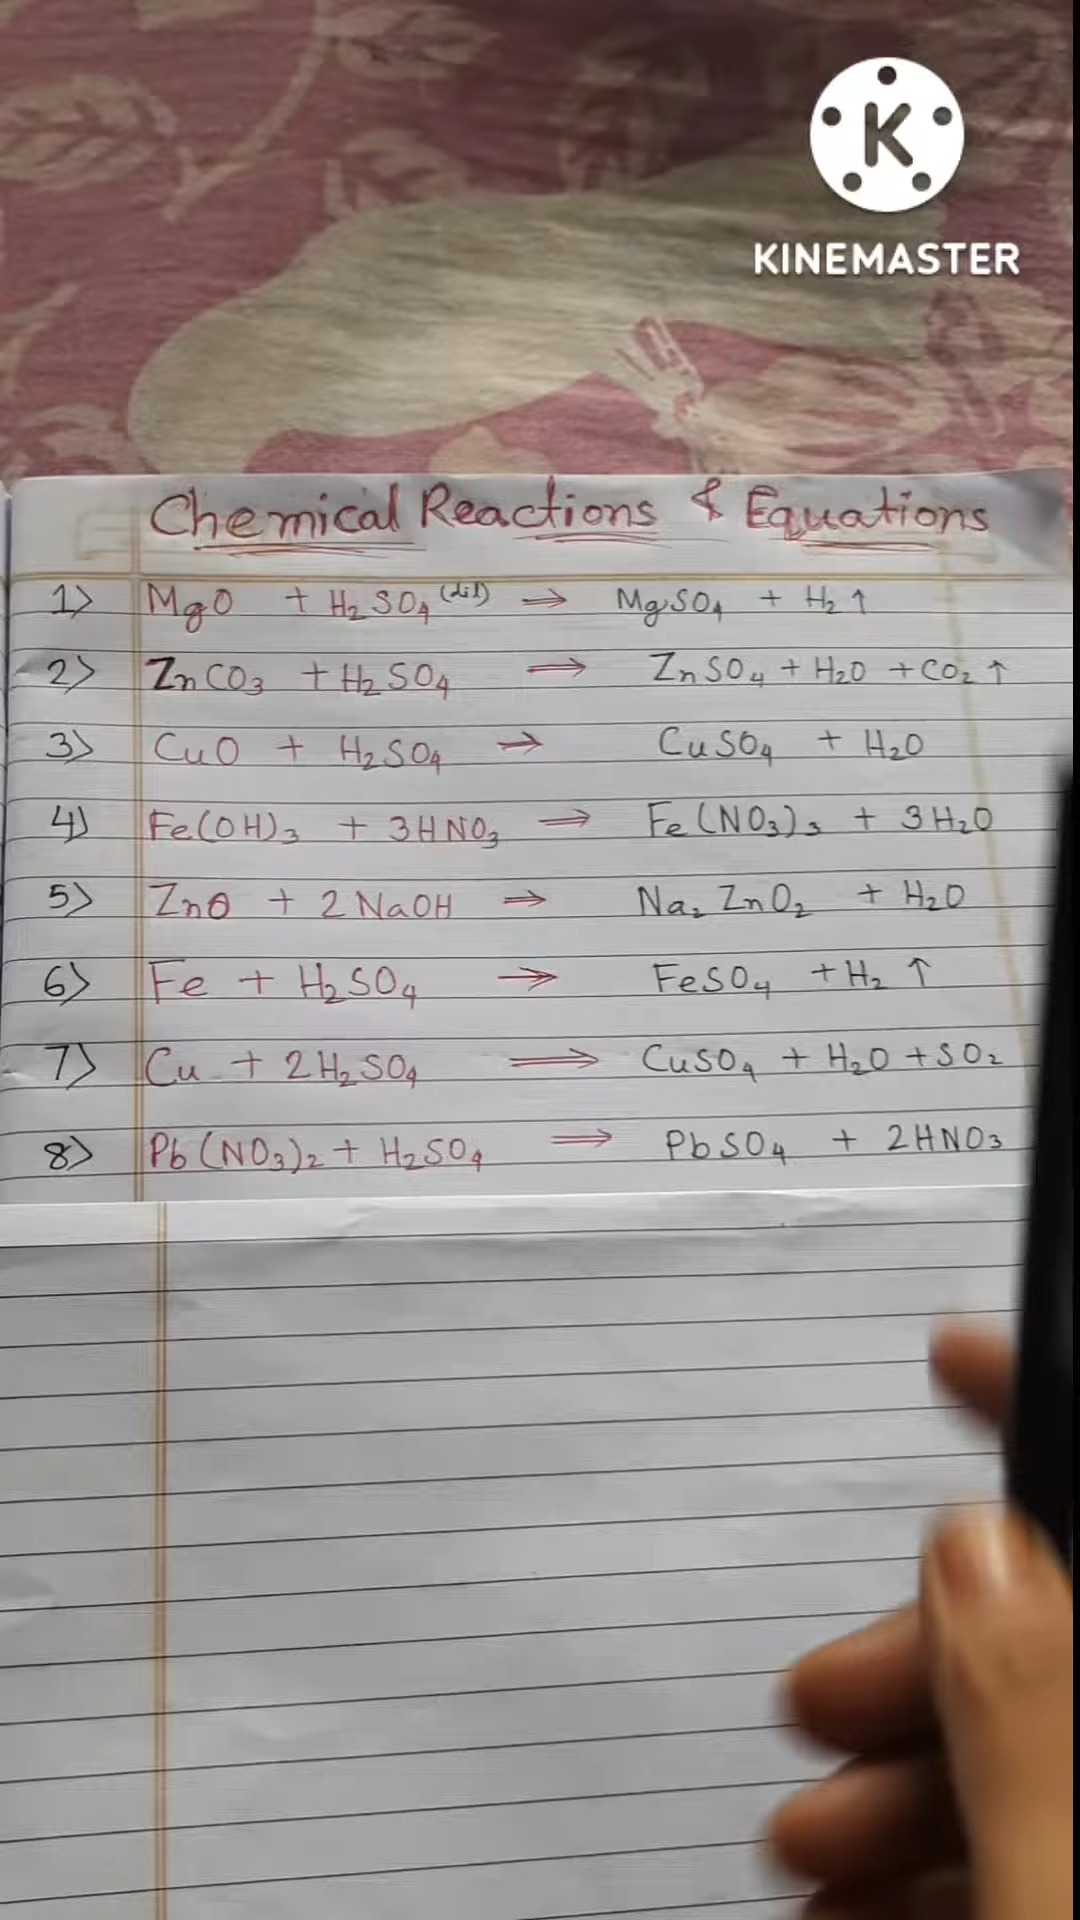 KINEMASTER
Chemical Reactions & Equations
1) MgO + H₂SO₄ (dil) → MgSO₄ + H₂ ↑
2) ZnCO₃ + H₂SO₄ → ZnSO₄ + H₂O + CO₂ ↑
3) CuO + H₂SO₄ → CuSO₄ + H₂O
4) Fe(OH)₃ + 3HNO₃ → Fe(NO₃)₃ + 3H₂O
5) ZnO + 2NaOH → Na₂ZnO₂ + H₂O
6) Fe + H₂SO₄ → FeSO₄ + H₂ ↑
7) Cu + 2H₂SO₄ → CuSO₄ + H₂O + SO₂
8) Pb(NO₃)₂ + H₂SO₄ → PbSO₄ + 2HNO₃